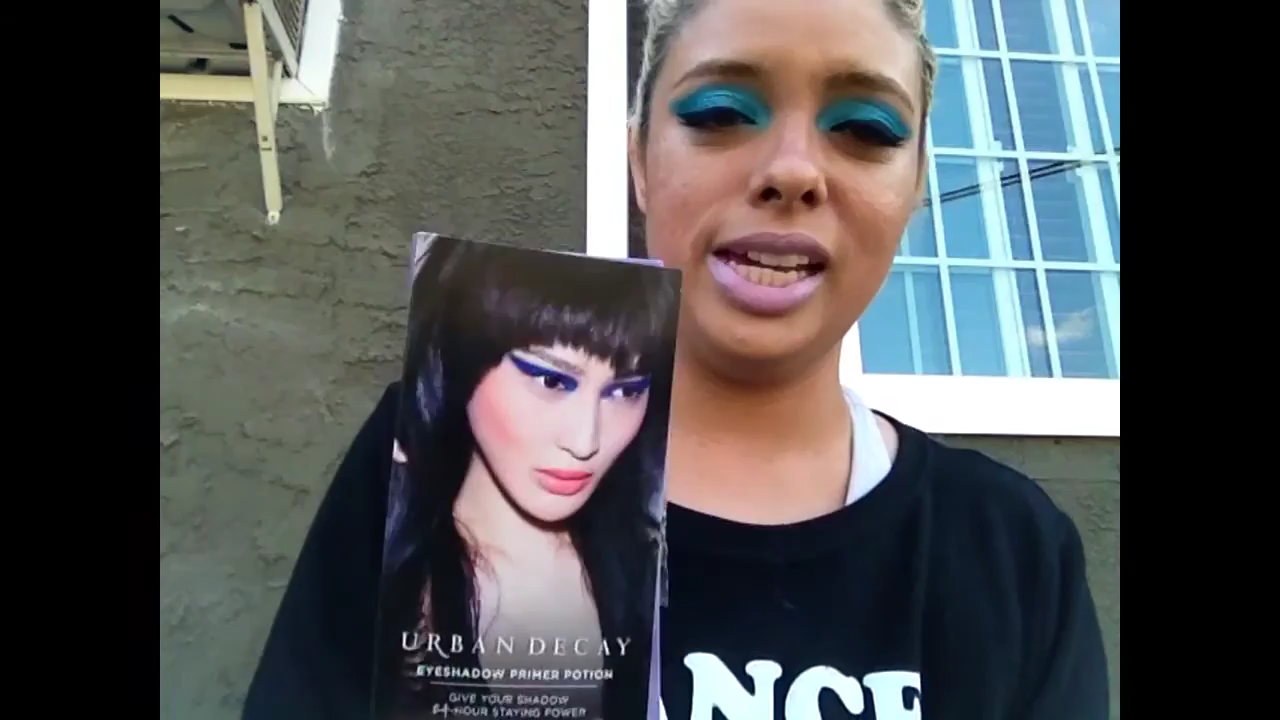 URBAN DECAY
EYESHADOW PRIMER POTION
GIVE YOUR SHADOW
24-HOUR STAYING POWER
ANCE